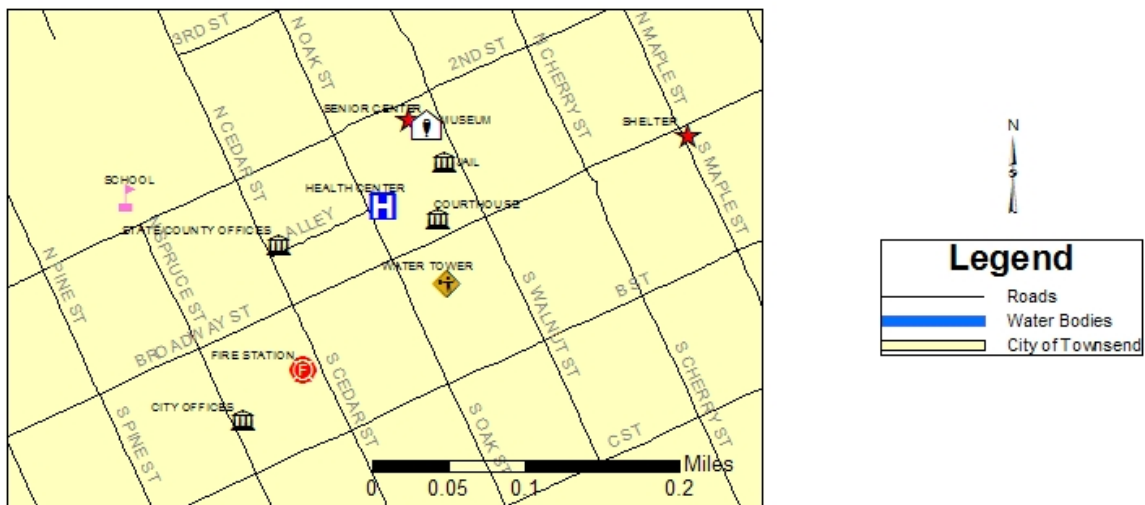 3RD ST
N OAK ST
2ND ST
N CHERRY ST
N MAPLE ST
SENIOR CENTER
MUSEUM
SHELTER
N CEDAR ST
JAIL
S MAPLE ST
SCHOOL
HEALTH CENTER
COURTHOUSE
ALLEY
STATE/COUNTY OFFICES
N PINE ST
N SPRUCE ST
WATER TOWER
S WALNUT ST
B ST
BROADWAY ST
FIRE STATION
F
H
S CEDAR ST
S CHERRY ST
CITY OFFICES
S PINE ST
S OAK ST
C ST
Miles
0 0.05 0.1 0.2
N
S
Legend
Roads
Water Bodies
City of Townsend